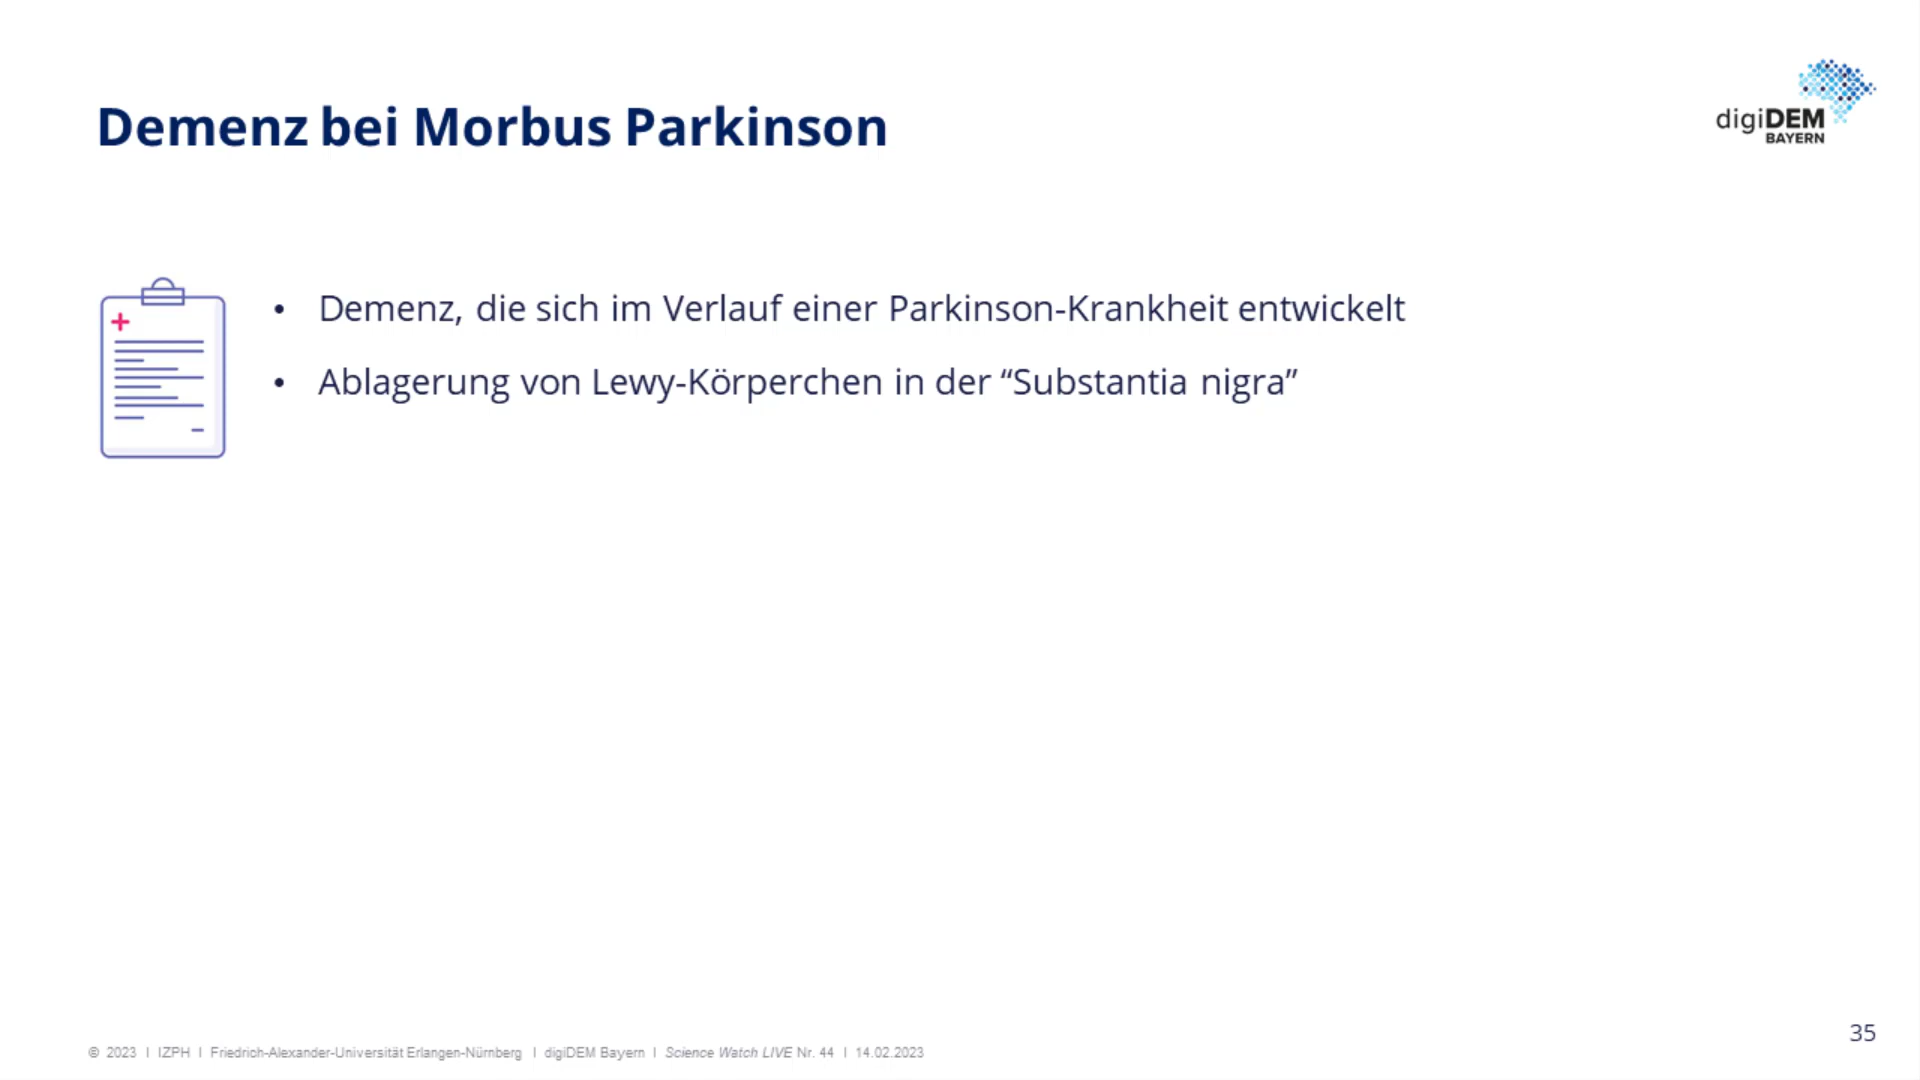 Demenz bei Morbus Parkinson
digiDEM
BAYERN
• Demenz, die sich im Verlauf einer Parkinson-Krankheit entwickelt
• Ablagerung von Lewy-Körperchen in der “Substantia nigra”
35
© 2023 I IZPH I Friedrich-Alexander-Universität Erlangen-Nürnberg I digiDEM Bayern I Science Watch LIVE Nr. 44 I 14.02.2023